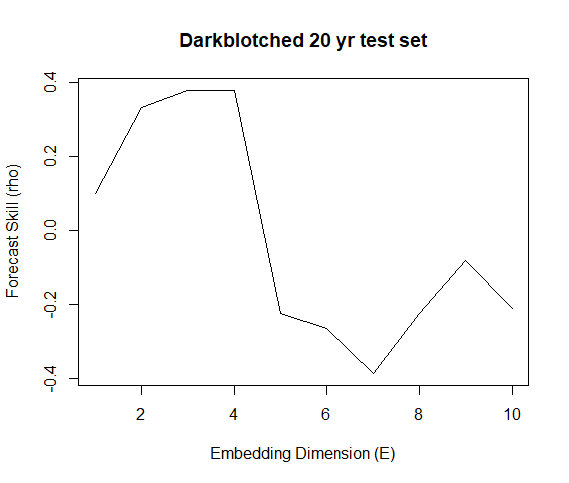 Darkblotched 20 yr test set
Forecast Skill (rho)
0.4
0.2
0.0
-0.2
-0.4
2 4 6 8 10
Embedding Dimension (E)